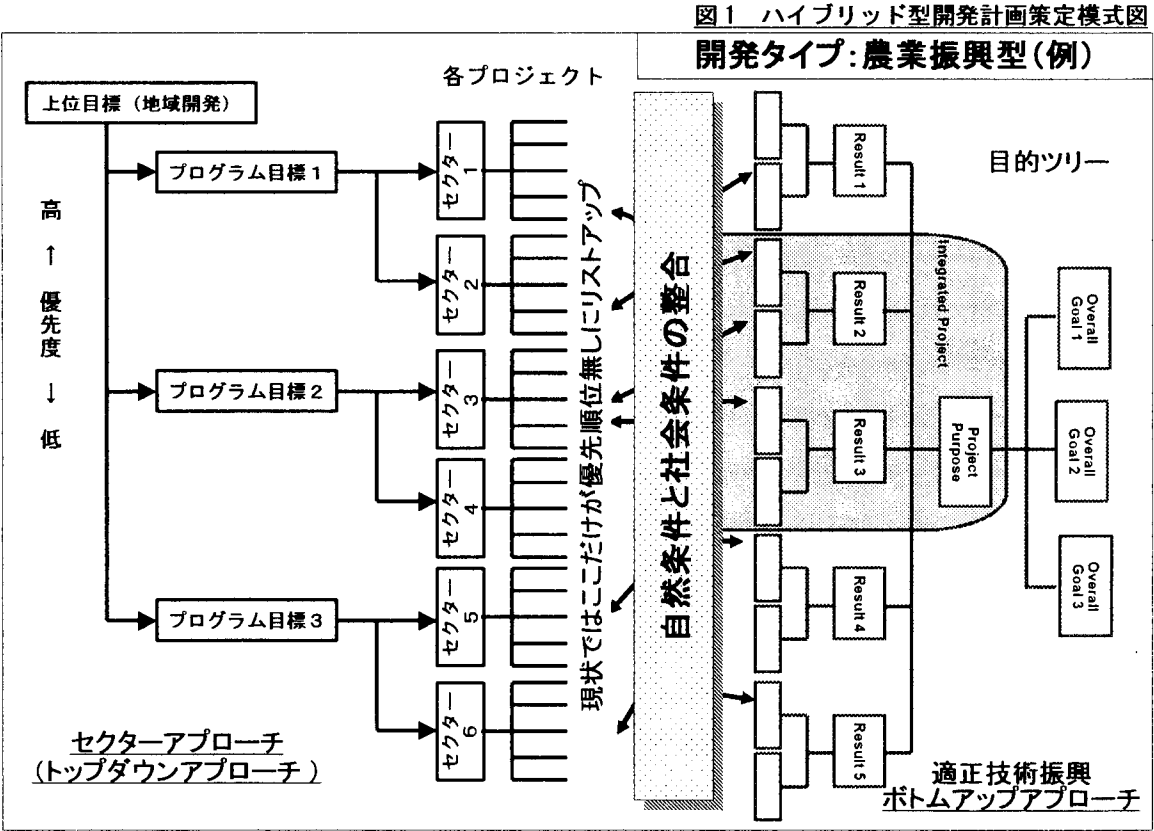 図1 ハイブリッド型開発計画策定模式図
開発タイプ:農業振興型(例)
各プロジェクト
上位目標(地域開発)
プログラム目標1
プログラム目標2
プログラム目標3
高
↑
優
先
度
↓
低
セクター1
セクター2
セクター3
セクター4
セクター5
セクター6
現状ではここだけが優先順位無しにリストアップ
自然条件と社会条件の整合
目的ツリー
Result 1
Result 2
Result 3
Result 4
Result 5
Integrated Project
Project
Purpose
Overall
Goal 1
Overall
Goal 2
Overall
Goal 3
セクターアプローチ
(トップダウンアプローチ)
適正技術振興
ボトムアップアプローチ